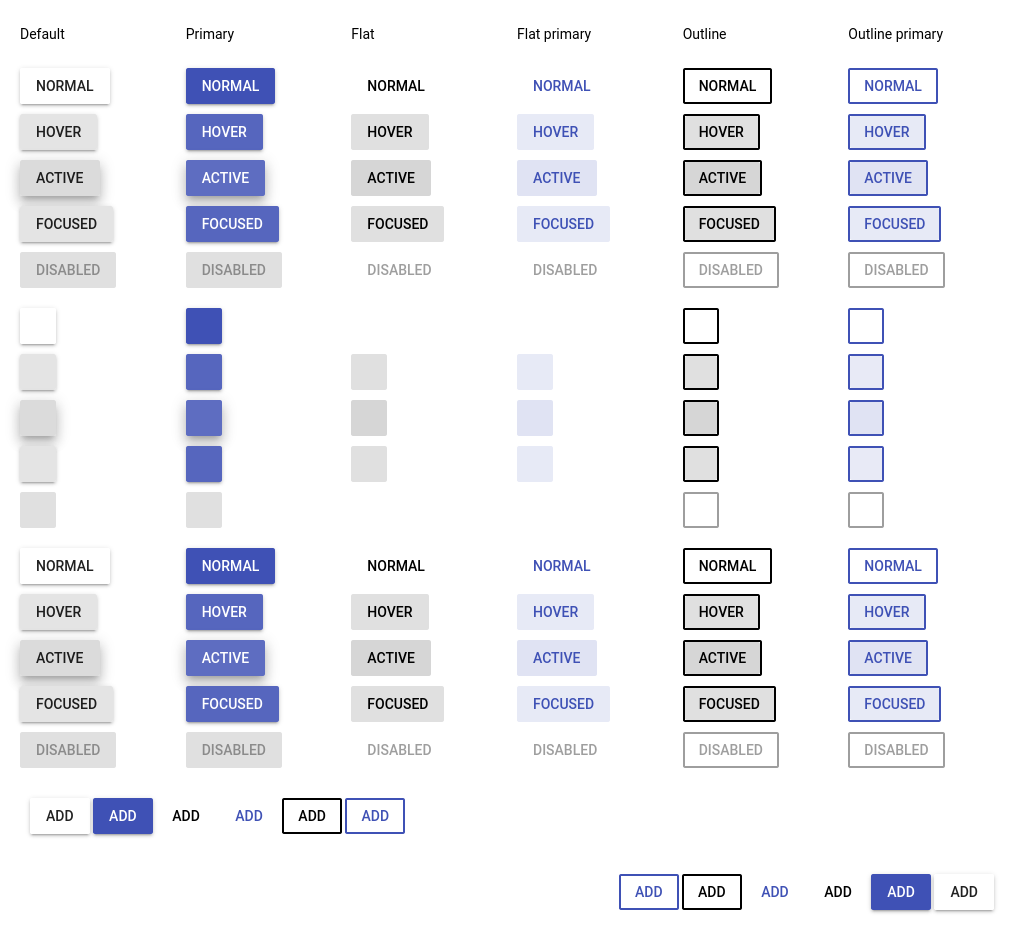 Default Primary Flat Flat primary Outline Outline primary
NORMAL NORMAL NORMAL NORMAL NORMAL NORMAL
HOVER HOVER HOVER HOVER HOVER HOVER
ACTIVE ACTIVE ACTIVE ACTIVE ACTIVE ACTIVE
FOCUSED FOCUSED FOCUSED FOCUSED FOCUSED FOCUSED
DISABLED DISABLED DISABLED DISABLED DISABLED DISABLED
NORMAL NORMAL NORMAL NORMAL NORMAL NORMAL
HOVER HOVER HOVER HOVER HOVER HOVER
ACTIVE ACTIVE ACTIVE ACTIVE ACTIVE ACTIVE
FOCUSED FOCUSED FOCUSED FOCUSED FOCUSED FOCUSED
DISABLED DISABLED DISABLED DISABLED DISABLED DISABLED
ADD ADD ADD ADD ADD ADD
ADD ADD ADD ADD ADD ADD